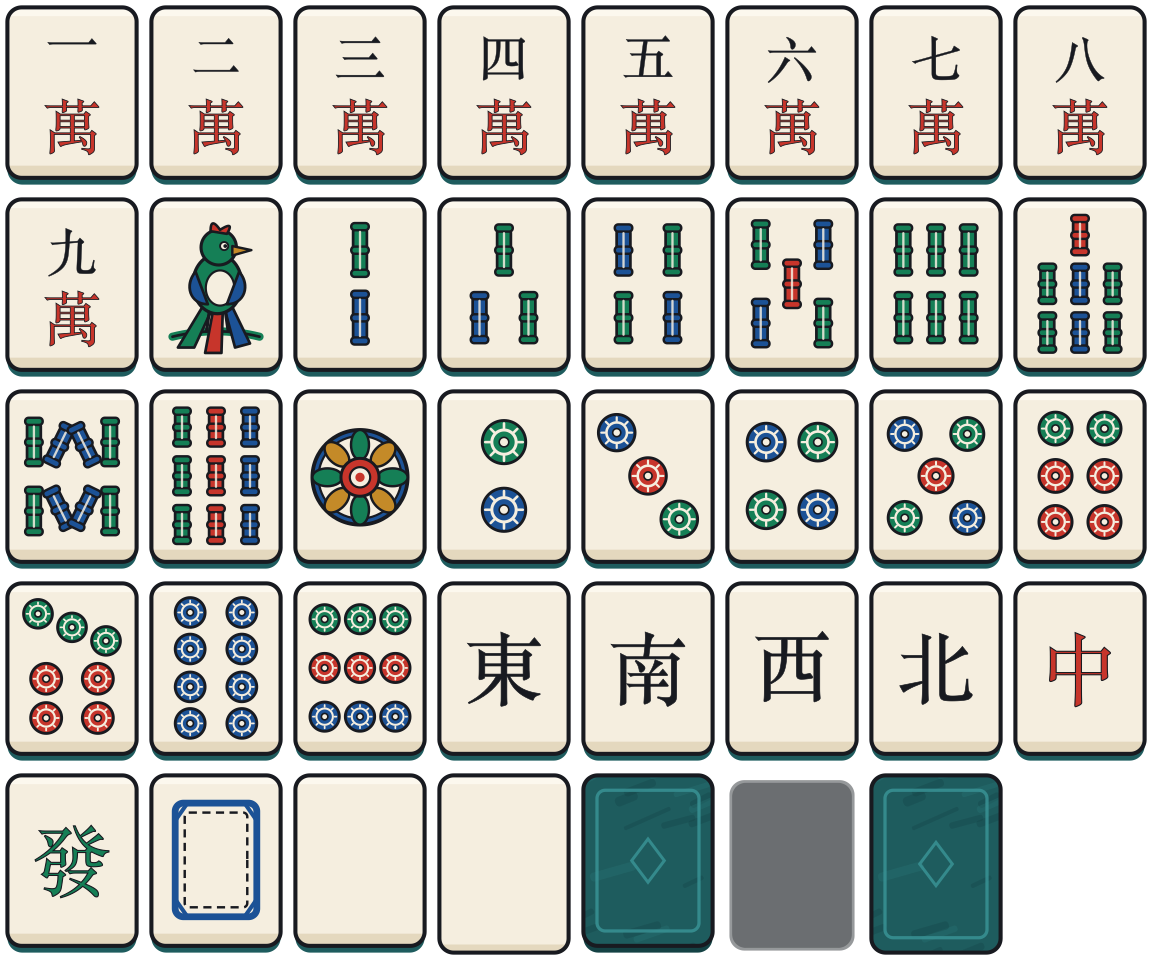 一 二 三 四 五 六 七 八
萬 萬 萬 萬 萬 萬 萬 萬
九
萬
東 南 西 北 中
發